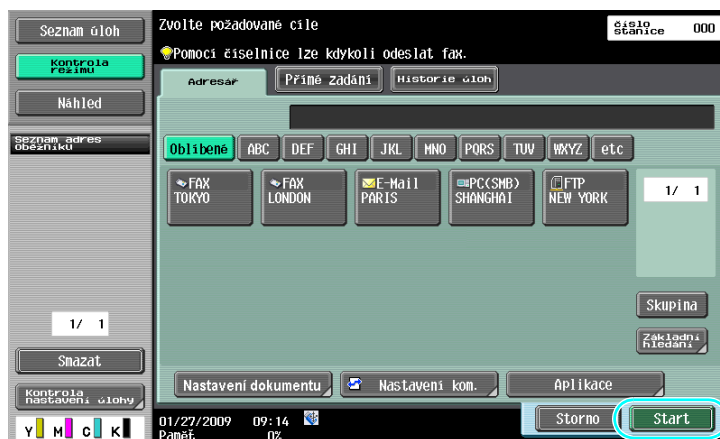 Seznam úloh
Kontrola
režimu
Náhled
Seznam adres
oběžníku
1/ 1
Smazat
Kontrola
nastavení úlohy
Y M C K
Zvolte požadované cíle
číslo
stanice 000
Pomocí číselnice lze kdykoli odeslat fax.
Adresář
Přímé zadání
Historie úloh
Oblíbené ABC DEF GHI JKL MNO PQRS TUV WXYZ etc
FAX
TOKYO
FAX
LONDON
E-Mail
PARIS
PC(SMB)
SHANGHAI
FTP
NEW YORK
1/ 1
Skupina
Základní
hledání
Nastavení dokumentu
Nastavení kom.
Aplikace
01/27/2009 09:14
Paměť 0%
Storno
Start